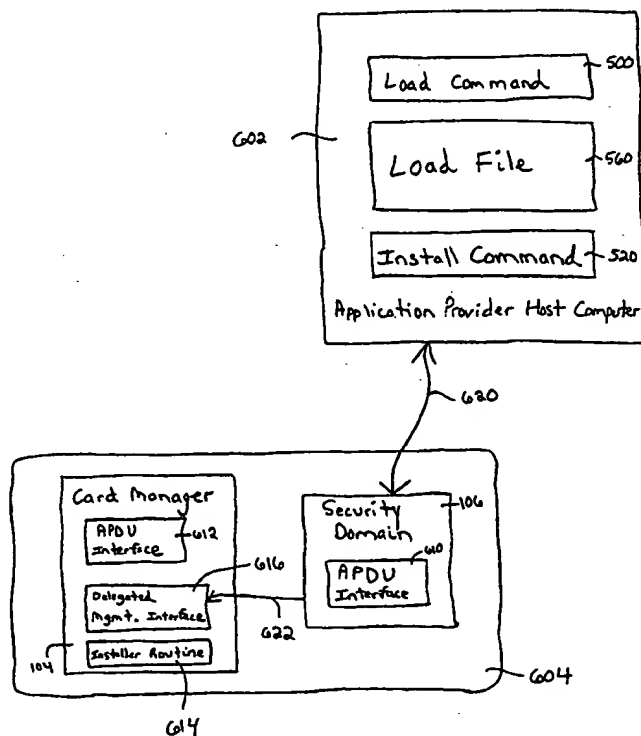 Load Command
500
602
Load File
560
Install Command
520
Application Provider Host Computer
620
Card Manager
APDU
Interface
612
616
Delegated
Mgmt. Interface
622
104
Installer Routine
614
Security
Domain
106
610
APDU
Interface
604